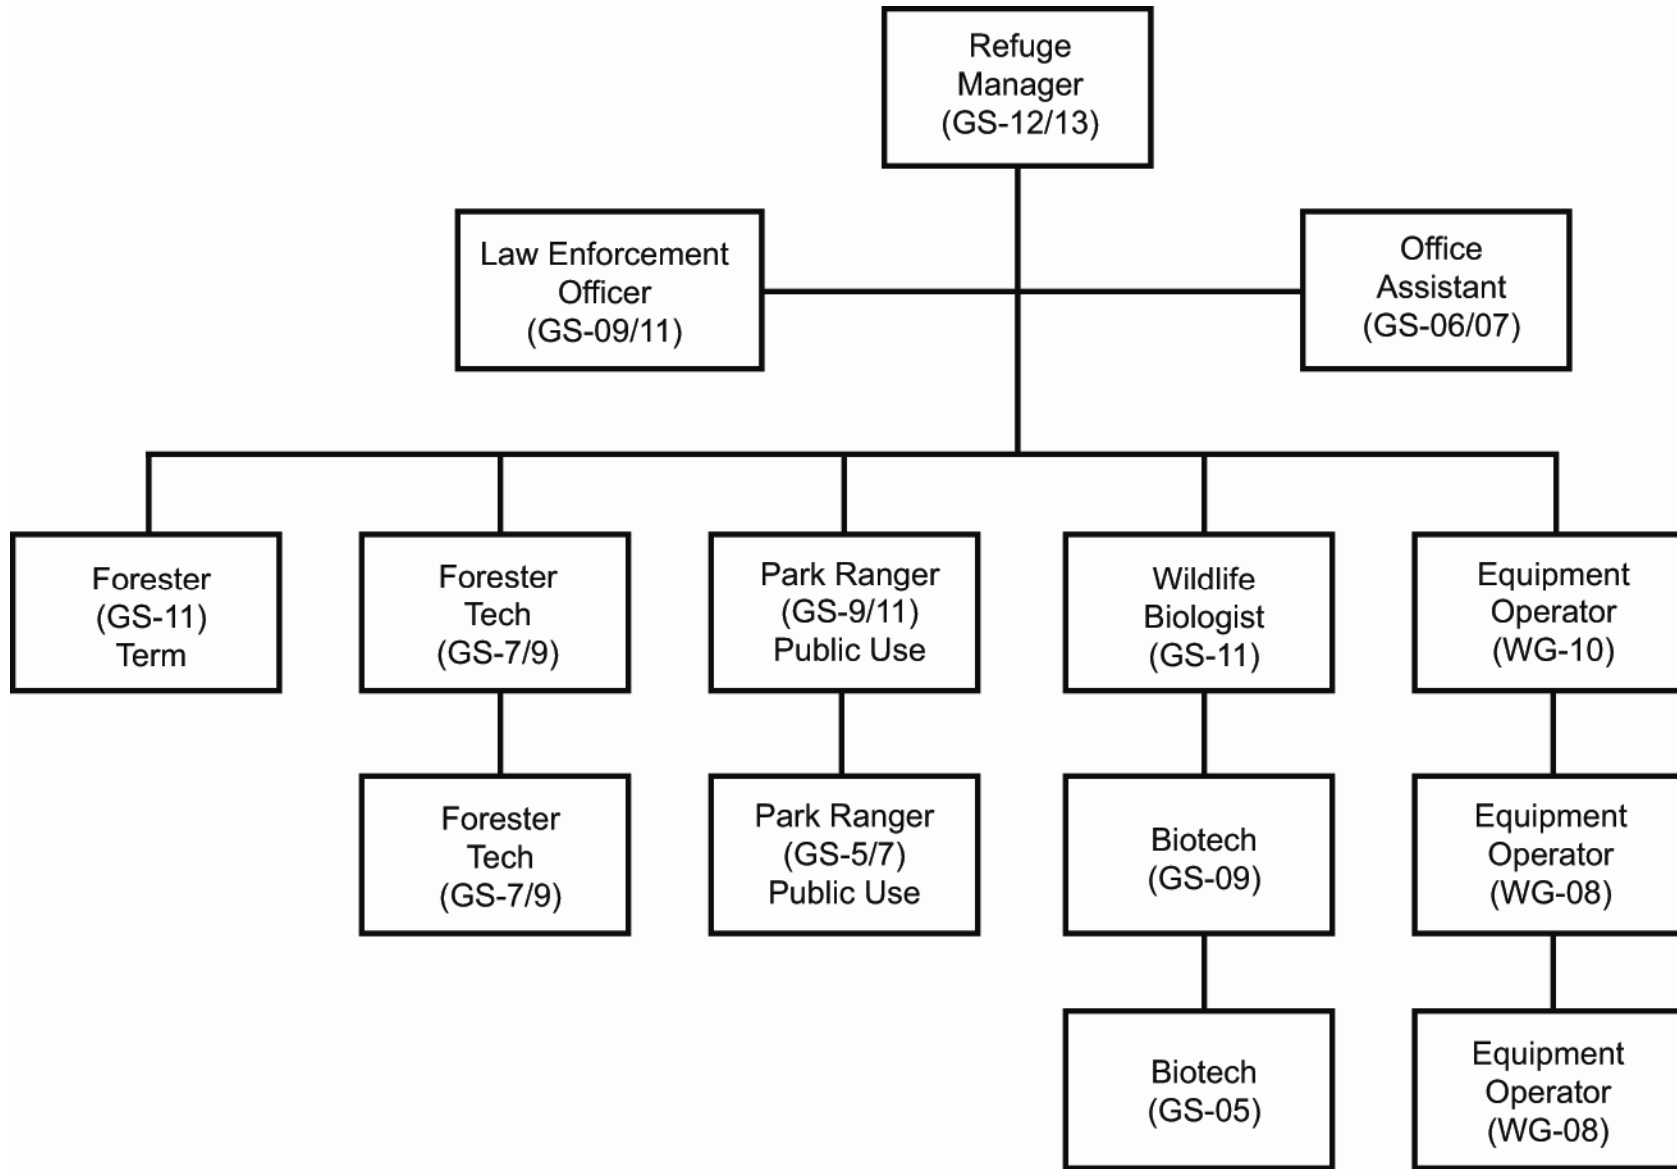 Refuge
Manager
(GS-12/13)
Law Enforcement
Officer
(GS-09/11)
Office
Assistant
(GS-06/07)
Forester
(GS-11)
Term
Forester
Tech
(GS-7/9)
Park Ranger
(GS-9/11)
Public Use
Wildlife
Biologist
(GS-11)
Equipment
Operator
(WG-10)
Forester
Tech
(GS-7/9)
Park Ranger
(GS-5/7)
Public Use
Biotech
(GS-09)
Equipment
Operator
(WG-08)
Biotech
(GS-05)
Equipment
Operator
(WG-08)